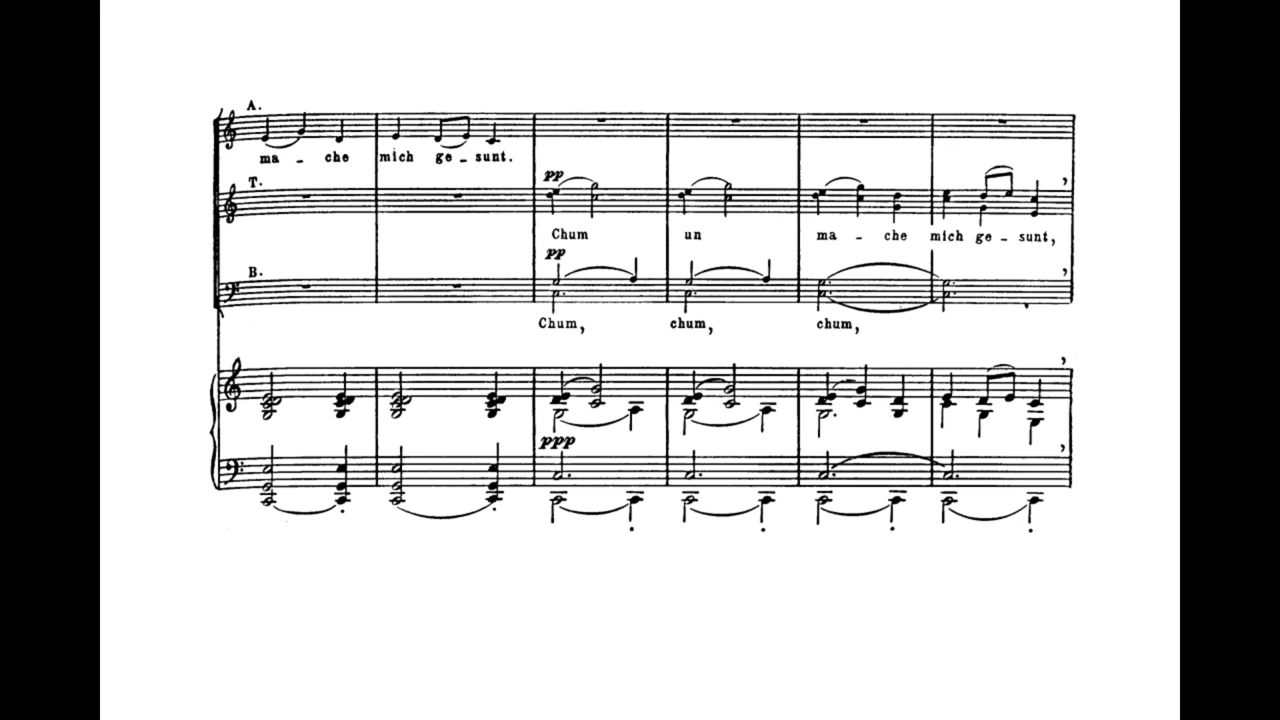 A.
ma - che mich ge - sunt.
T.
pp
Chum un ma - che mich ge - sunt,
pp
B.
Chum, chum, chum,
ppp